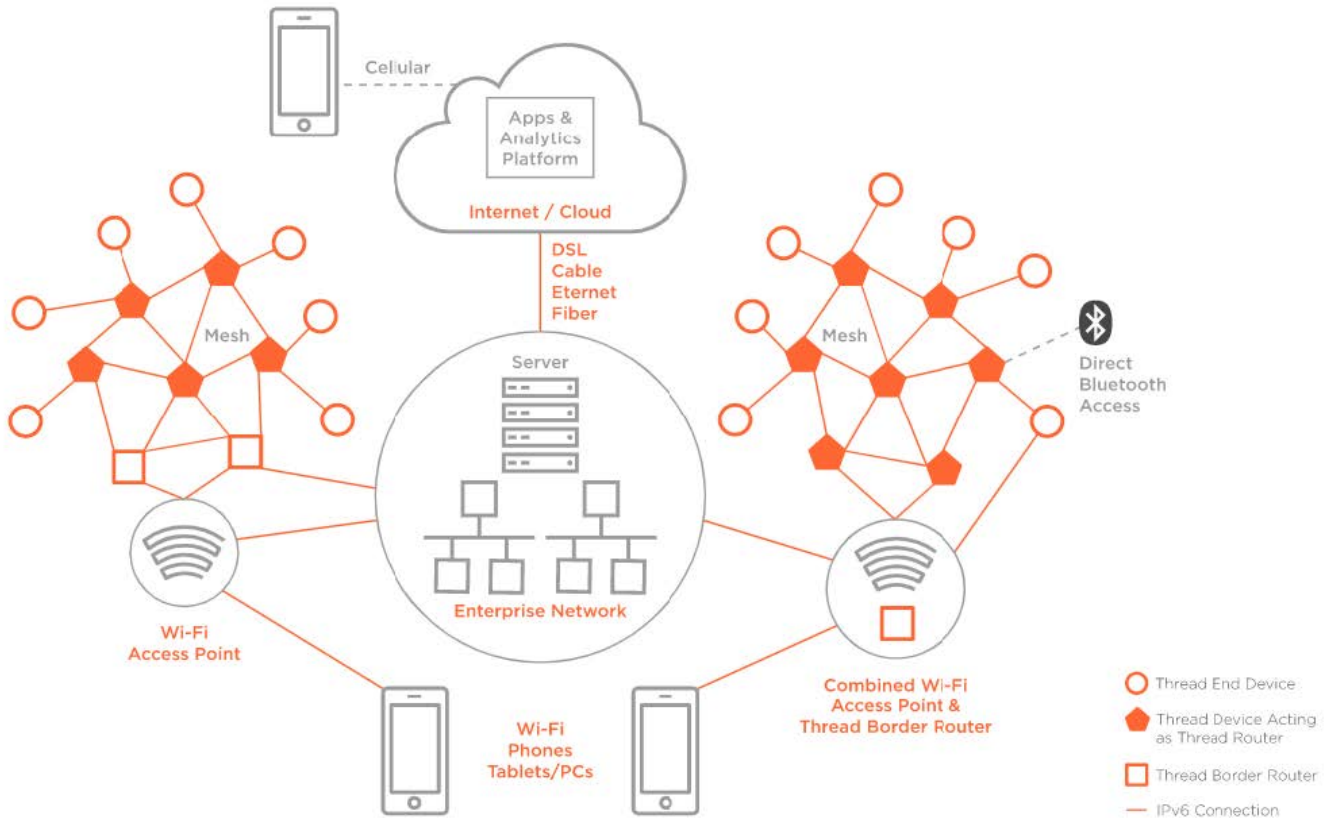 Cellular
Apps &
Analytics
Platform
Internet / Cloud
DSL
Cable
Eternet
Fiber
Mesh
Server
Enterprise Network
Mesh
Direct
Bluetooth
Access
Wi-Fi
Access Point
Wi-Fi
Phones
Tablets/PCs
Combined Wi-Fi
Access Point &
Thread Border Router
Thread End Device
Thread Device Acting
as Thread Router
Thread Border Router
IPv6 Connection